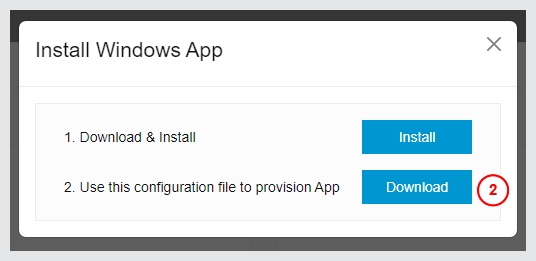 Install Windows App
1. Download & Install Install
2. Use this configuration file to provision App Download 2